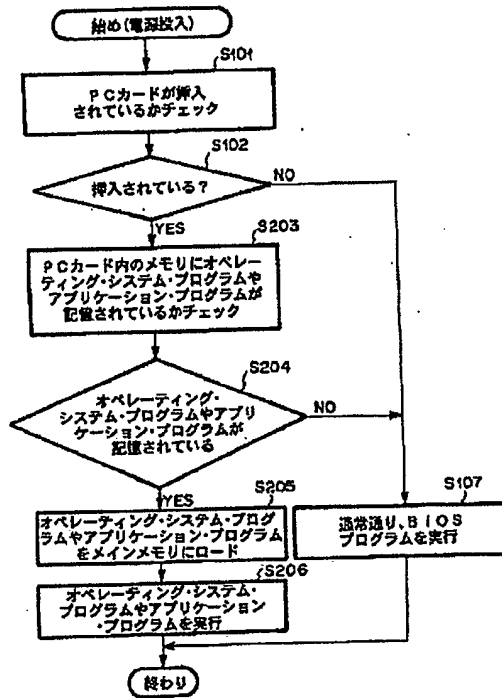 始め(電源投入)
S101
PCカードが挿入
されているかチェック
S102
挿入されている?
NO
YES
S203
PCカード内のメモリにオペレー
ティング・システム・プログラムや
アプリケーション・プログラムが
記憶されているかチェック
S204
オペレーティング・
システム・プログラムやアプリ
ケーション・プログラムが
記憶されている
NO
YES
S205
オペレーティング・システム・プログ
ラムやアプリケーション・プログラム
をメインメモリにロード
S107
通常通り、BIOS
プログラムを実行
S206
オペレーティング・システム・
プログラムやアプリケーション
・プログラムを実行
終わり